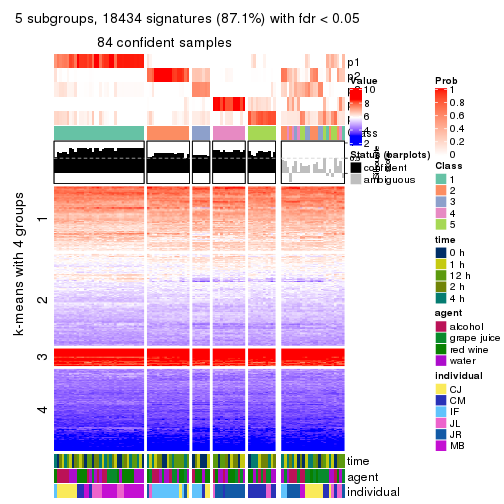 5 subgroups, 18434 signatures (87.1%) with fdr < 0.05
84 confident samples
p1
p2
Value
10
8
6
4
2
Prob
1
0.8
0.6
0.4
0.2
0
Status (barplots)
confident
ambiguous
Class
1
2
3
4
5
time
0 h
1 h
12 h
2 h
4 h
agent
alcohol
grape juice
red wine
water
individual
CJ
CM
IF
JL
JR
MB
k-means with 4 groups
1
2
3
4
time
agent
individual